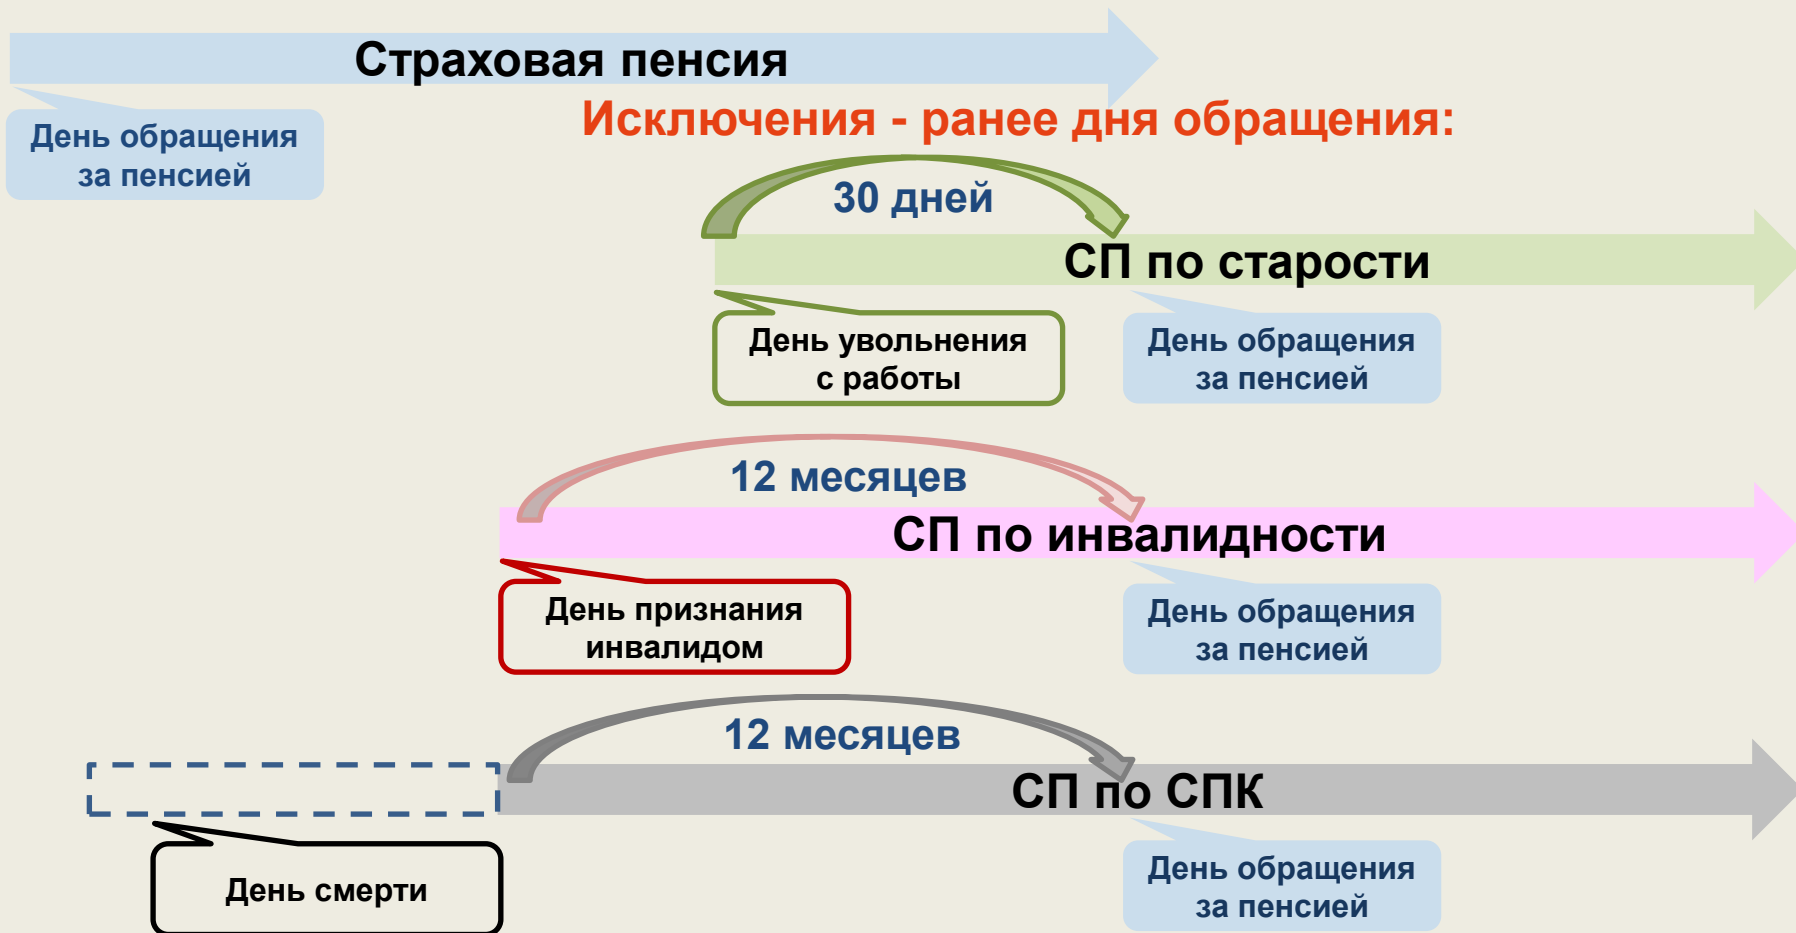 Страховая пенсия
День обращения
за пенсией
Исключения - ранее дня обращения:
30 дней
СП по старости
День увольнения
с работы
День обращения
за пенсией
12 месяцев
СП по инвалидности
День признания
инвалидом
День обращения
за пенсией
12 месяцев
СП по СПК
День смерти
День обращения
за пенсией